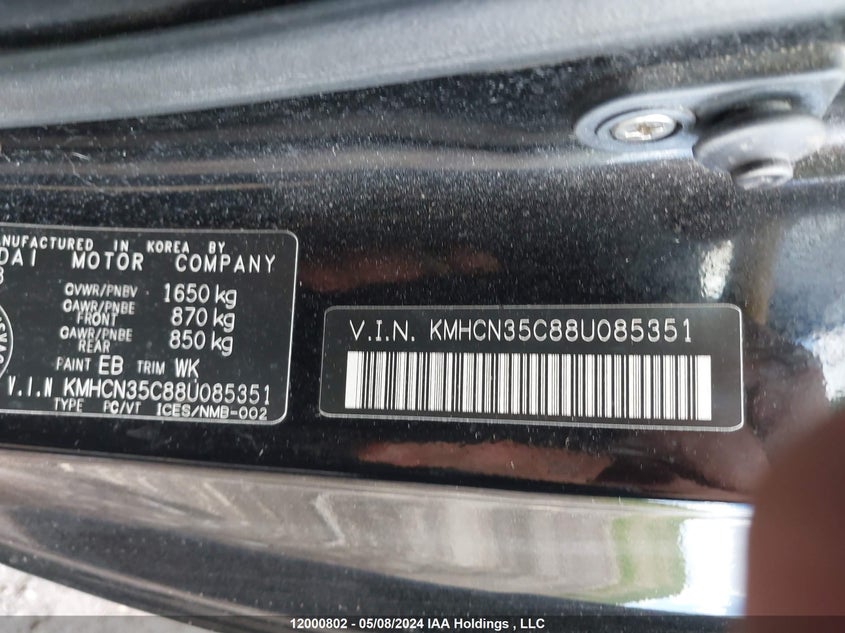 NUFACTURED IN KOREA BY
DAI MOTOR COMPANY
GVWR/PNBV 1650 kg
GAWR/PNBE FRONT 870 kg
GAWR/PNBE REAR 850 kg
PAINT EB TRIM WK
V.I.N KMHCN35C88U085351
TYPE PC/VT ICES/NMB-002
V.I.N. KMHCN35C88U085351
12000802 - 05/08/2024 IAA Holdings , LLC